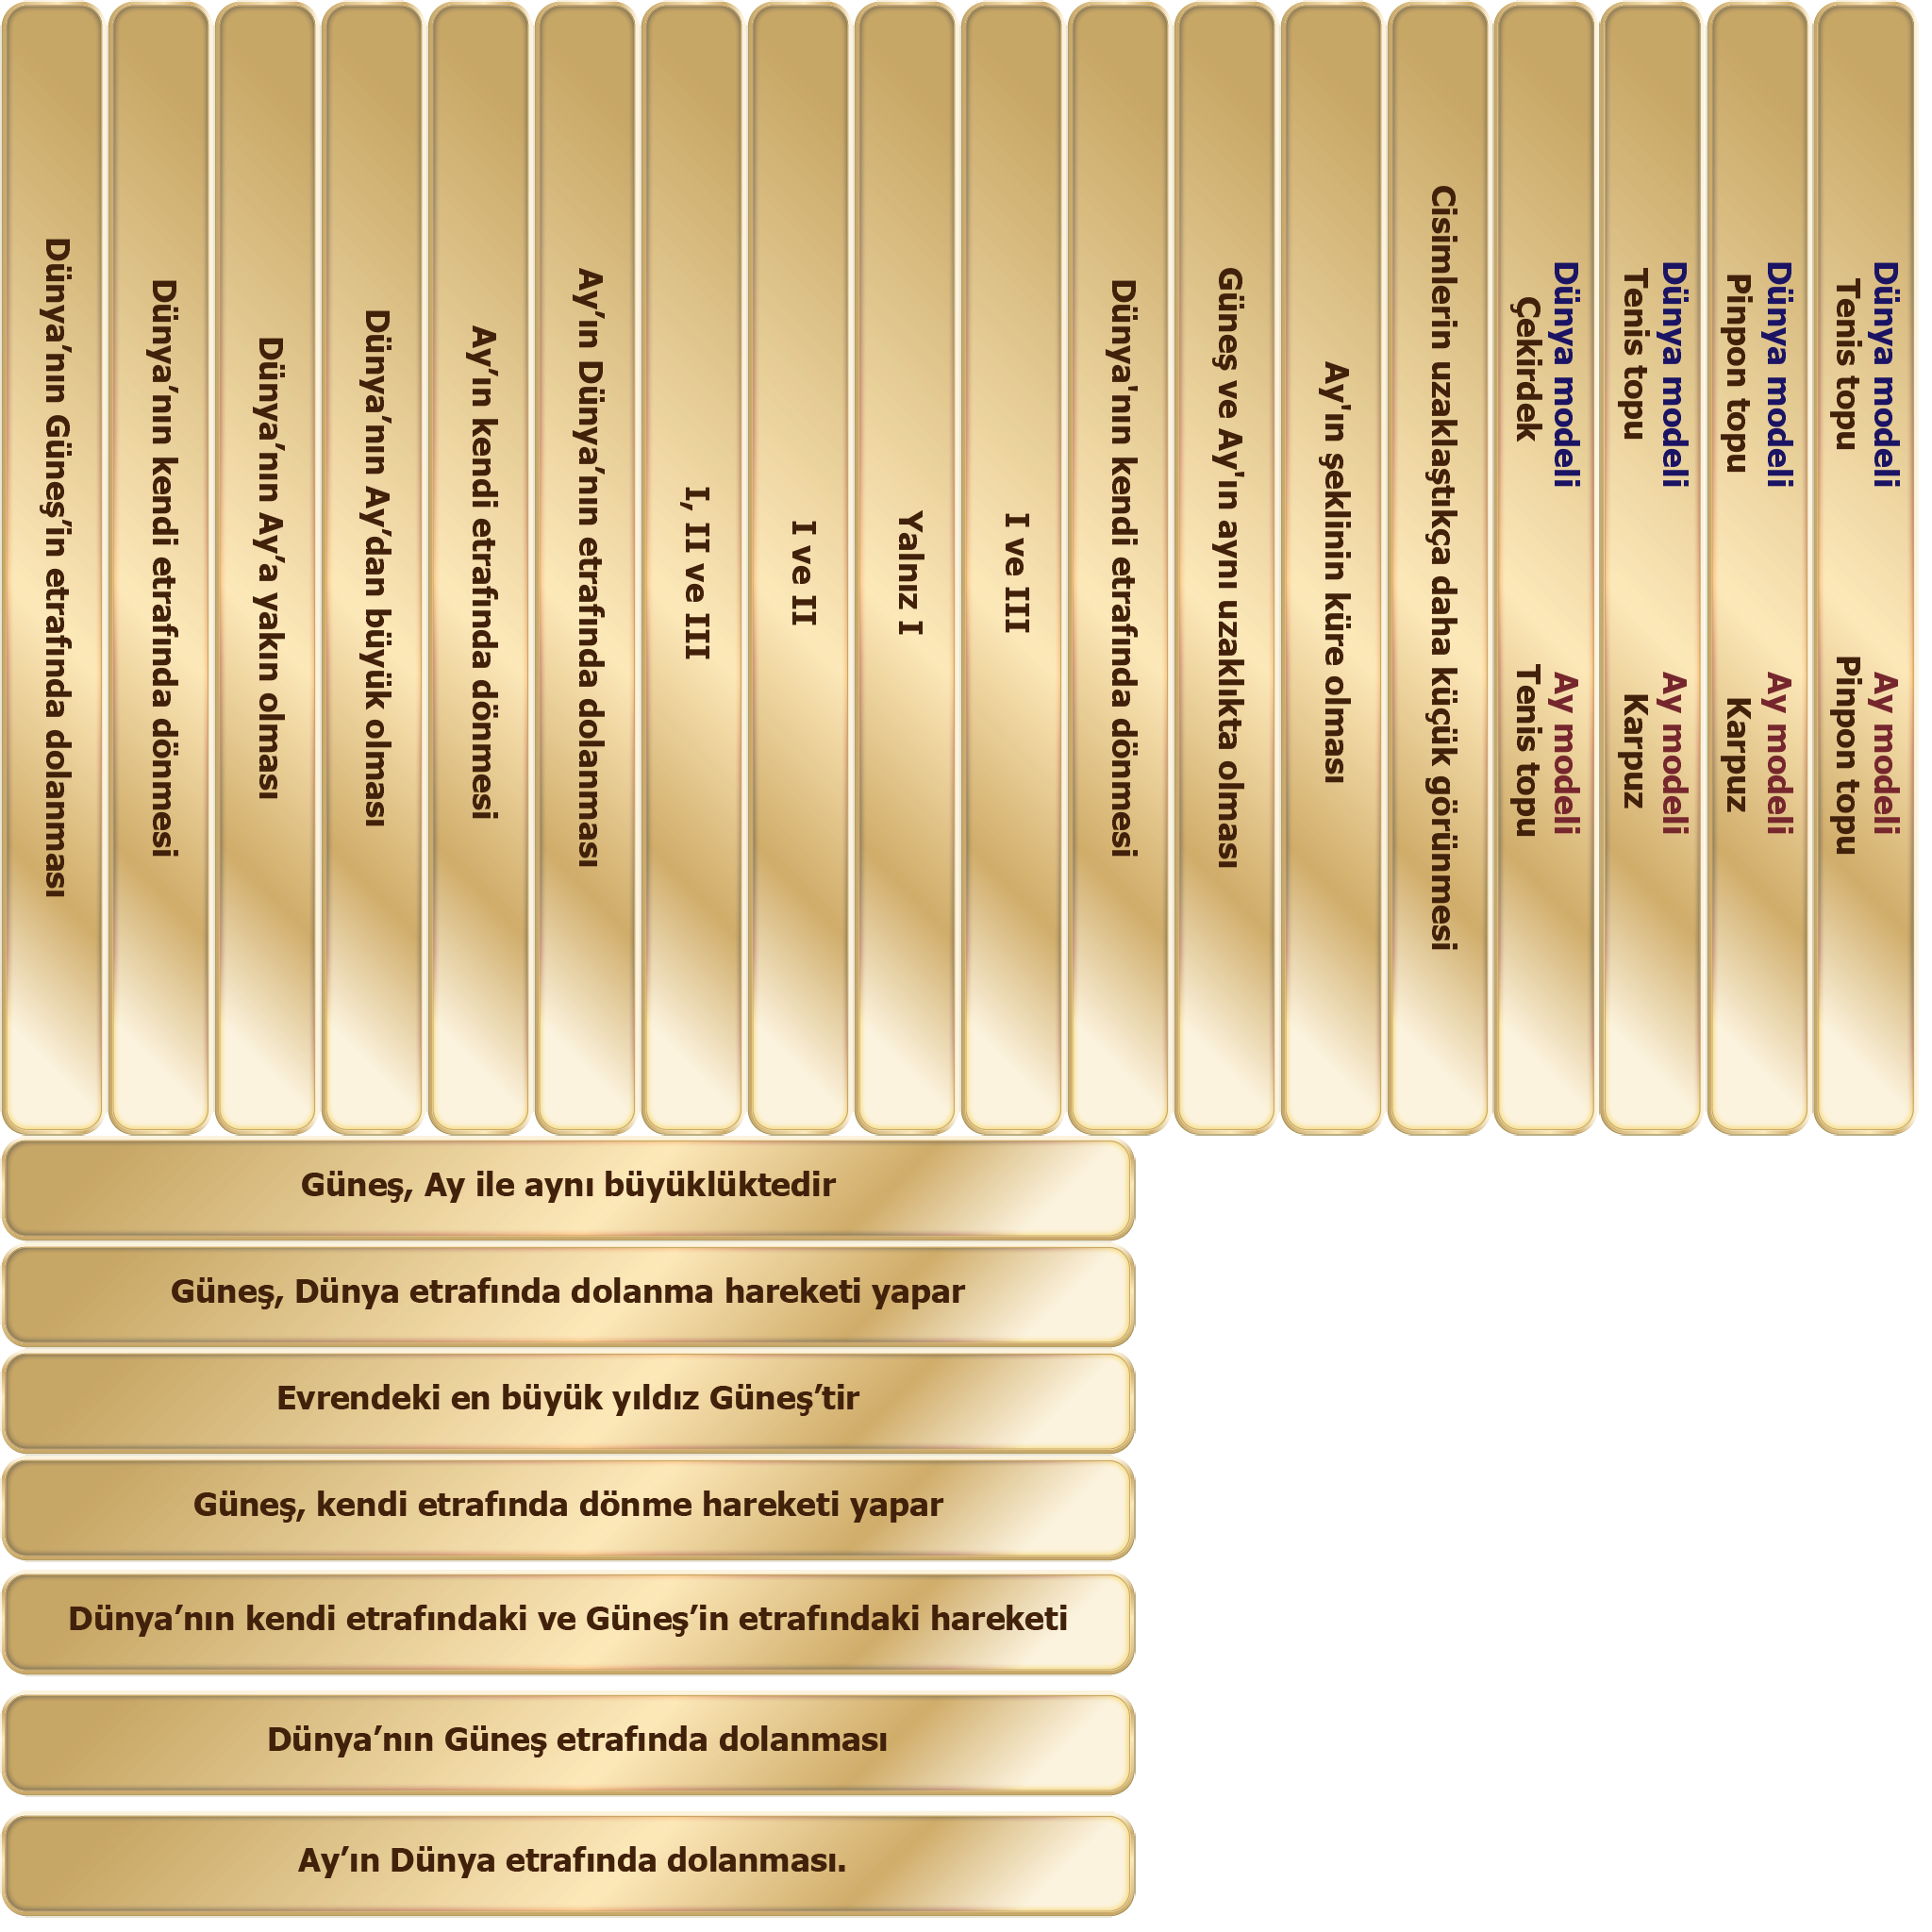 Dünya’nın Güneş’in etrafında dolanması
Dünya’nın kendi etrafında dönmesi
Dünya’nın Ay’a yakın olması
Dünya’nın Ay’dan büyük olması
Ay’ın kendi etrafında dönmesi
Ay’ın Dünya’nın etrafında dolanması
I, II ve III
I ve II
Yalnız I
I ve III
Dünya'nın kendi etrafında dönmesi
Güneş ve Ay'ın aynı uzaklıkta olması
Ay'ın şeklinin küre olması
Cisimlerin uzaklaştıkça daha küçük görünmesi
Dünya modeli Ay modeli
Çekirdek Tenis topu
Dünya modeli Ay modeli
Tenis topu Karpuz
Dünya modeli Ay modeli
Pinpon topu Karpuz
Dünya modeli Ay modeli
Tenis topu Pinpon topu
Güneş, Ay ile aynı büyüklüktedir
Güneş, Dünya etrafında dolanma hareketi yapar
Evrendeki en büyük yıldız Güneş’tir
Güneş, kendi etrafında dönme hareketi yapar
Dünya’nın kendi etrafındaki ve Güneş’in etrafındaki hareketi
Dünya’nın Güneş etrafında dolanması
Ay’ın Dünya etrafında dolanması.